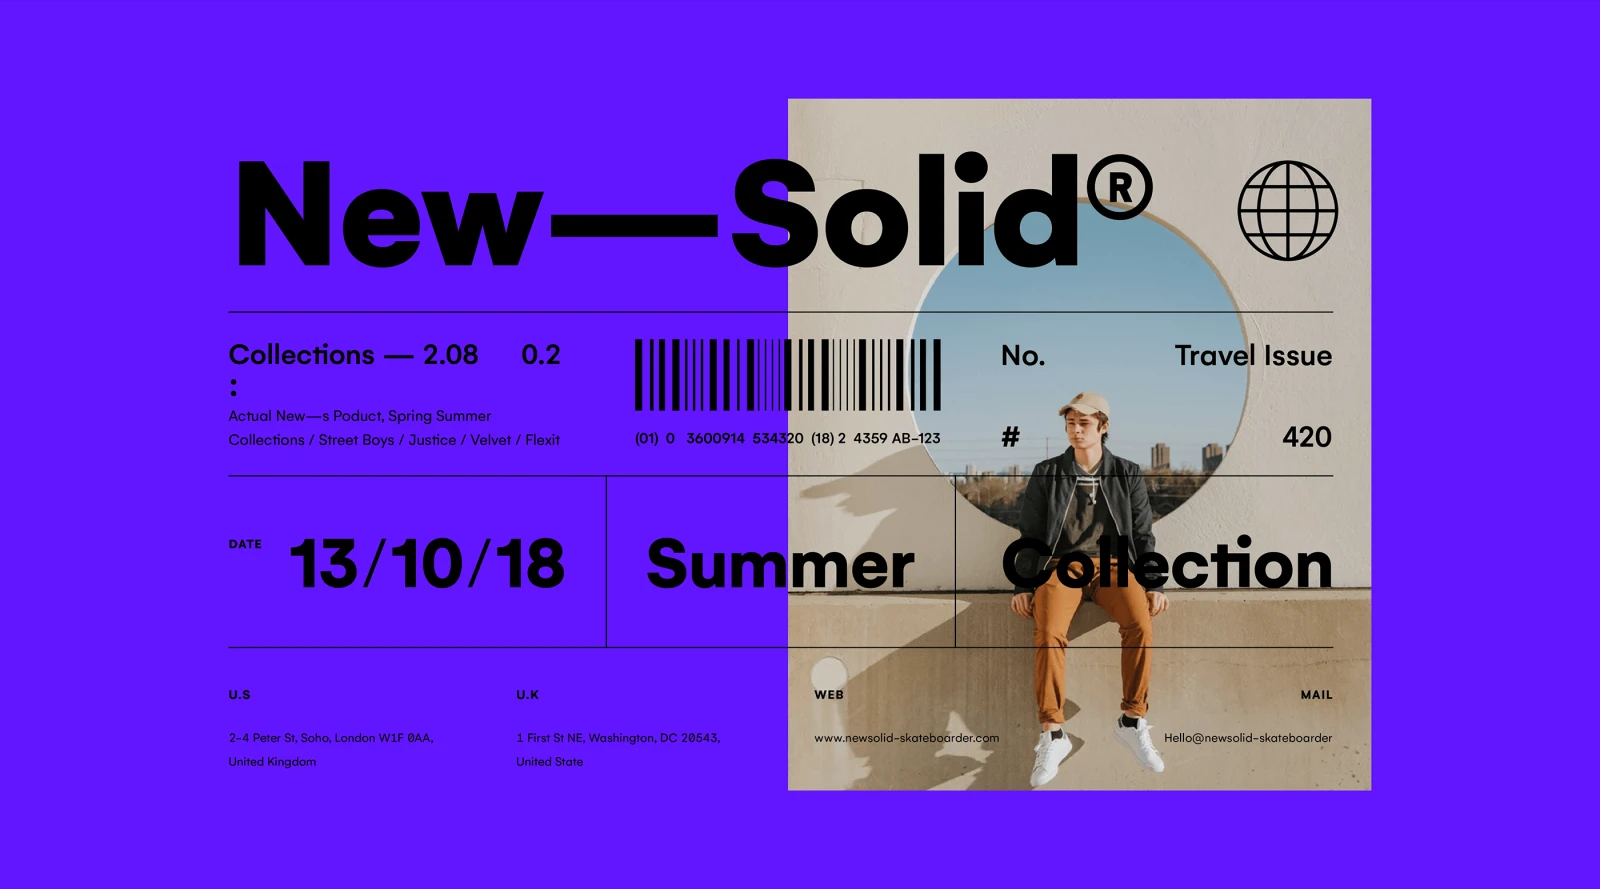 New—Solid®
Collections — 2.08 0.2
:
Actual New—s Poduct, Spring Summer
Collections / Street Boys / Justice / Velvet / Flexit
(01) 0 3600914 534320 (18) 2 4359 AB-123
No. Travel Issue
# 420
DATE 13/10/18 Summer Collection
U.S
2-4 Peter St, Soho, London W1F 0AA,
United Kingdom
U.K
1 First St NE, Washington, DC 20543,
United State
WEB
www.newsolid-skateboarder.com
MAIL
Hello@newsolid-skateboarder